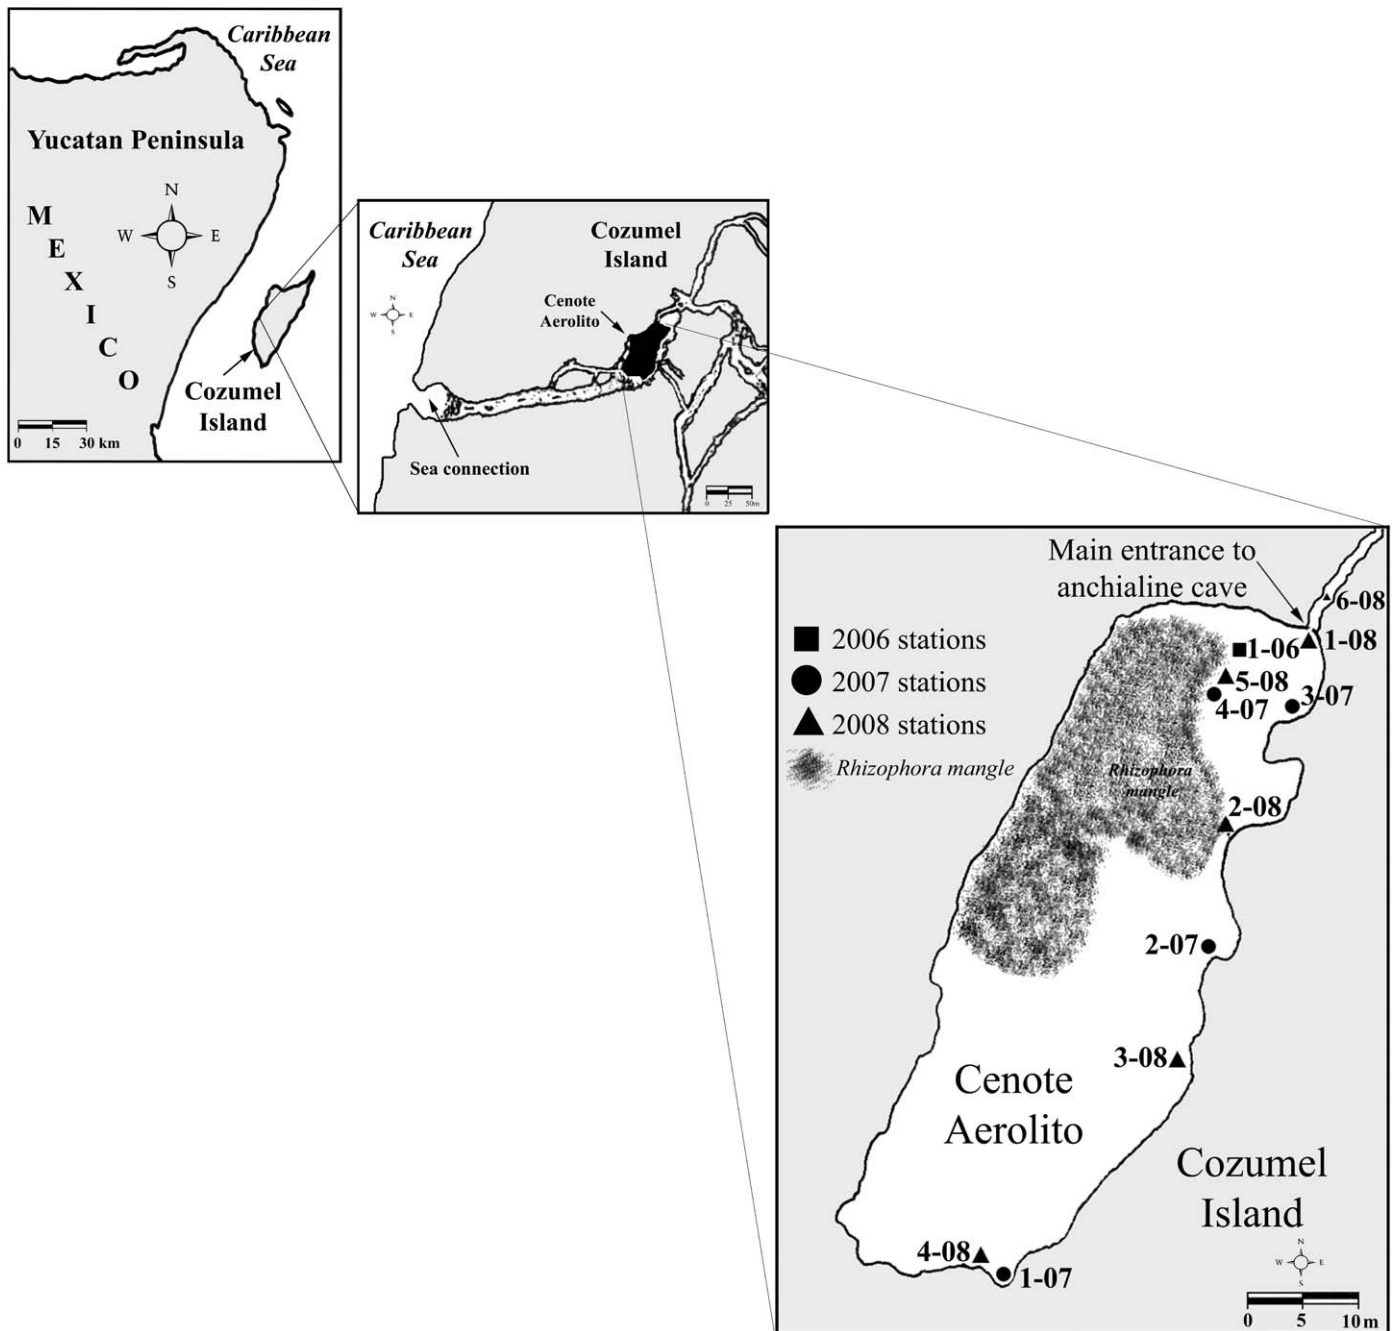 Caribbean
Sea
Yucatan Peninsula
N
W E
S
M
E
X
I
C
O
Cozumel
Island
0 15 30 km
Caribbean
Sea
Cozumel
Island
N
W E
S
Cenote
Aerolito
Sea connection
0 25 50m
Main entrance to
anchialine cave
6-08
2006 stations
1-06
1-08
2007 stations
5-08
3-07
4-07
2008 stations
Rhizophora mangle
Rhizophora
mangle
2-08
2-07
3-08
Cenote
Aerolito
Cozumel
Island
4-08
1-07
N
W E
S
0 5 10 m